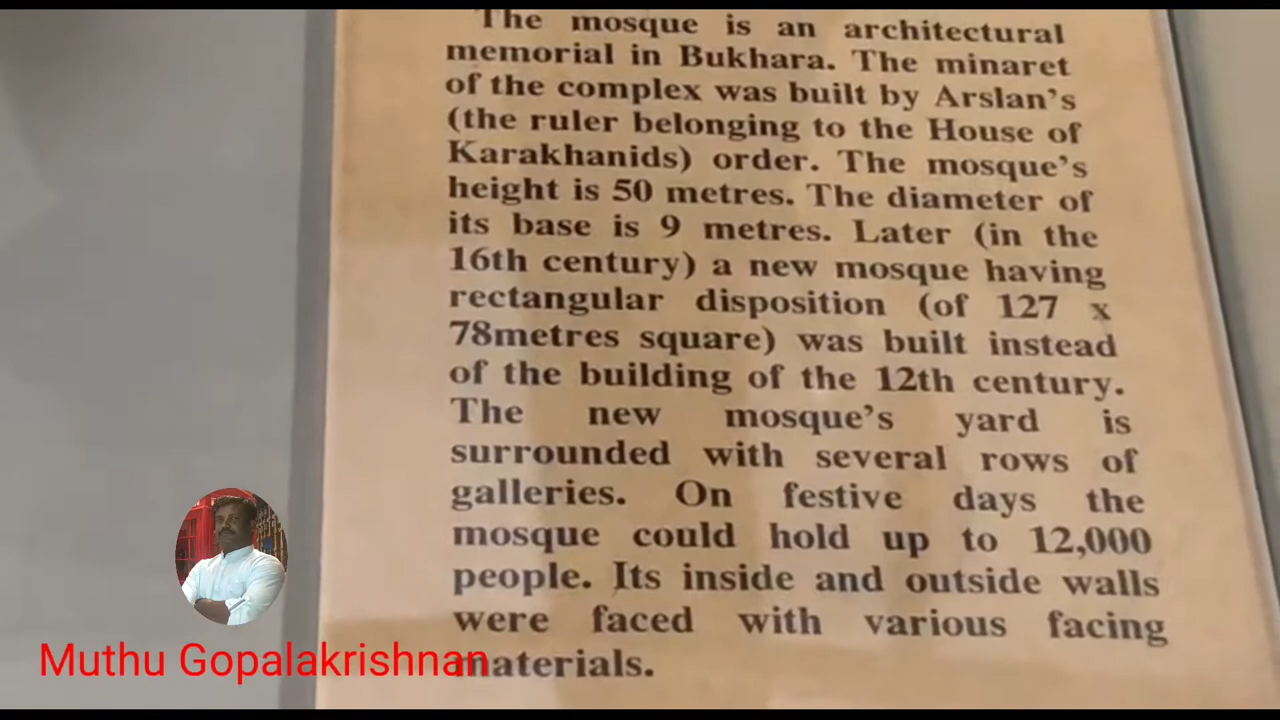 The mosque is an architectural
memorial in Bukhara. The minaret
of the complex was built by Arslan's
(the ruler belonging to the House of
Karakhanids) order. The mosque's
height is 50 metres. The diameter of
its base is 9 metres. Later (in the
16th century) a new mosque having
rectangular disposition (of 127 x
78metres square) was built instead
of the building of the 12th century.
The new mosque's yard is
surrounded with several rows of
galleries. On festive days the
mosque could hold up to 12,000
people. Its inside and outside walls
were faced with various facing
materials.
Muthu Gopalakrishnan